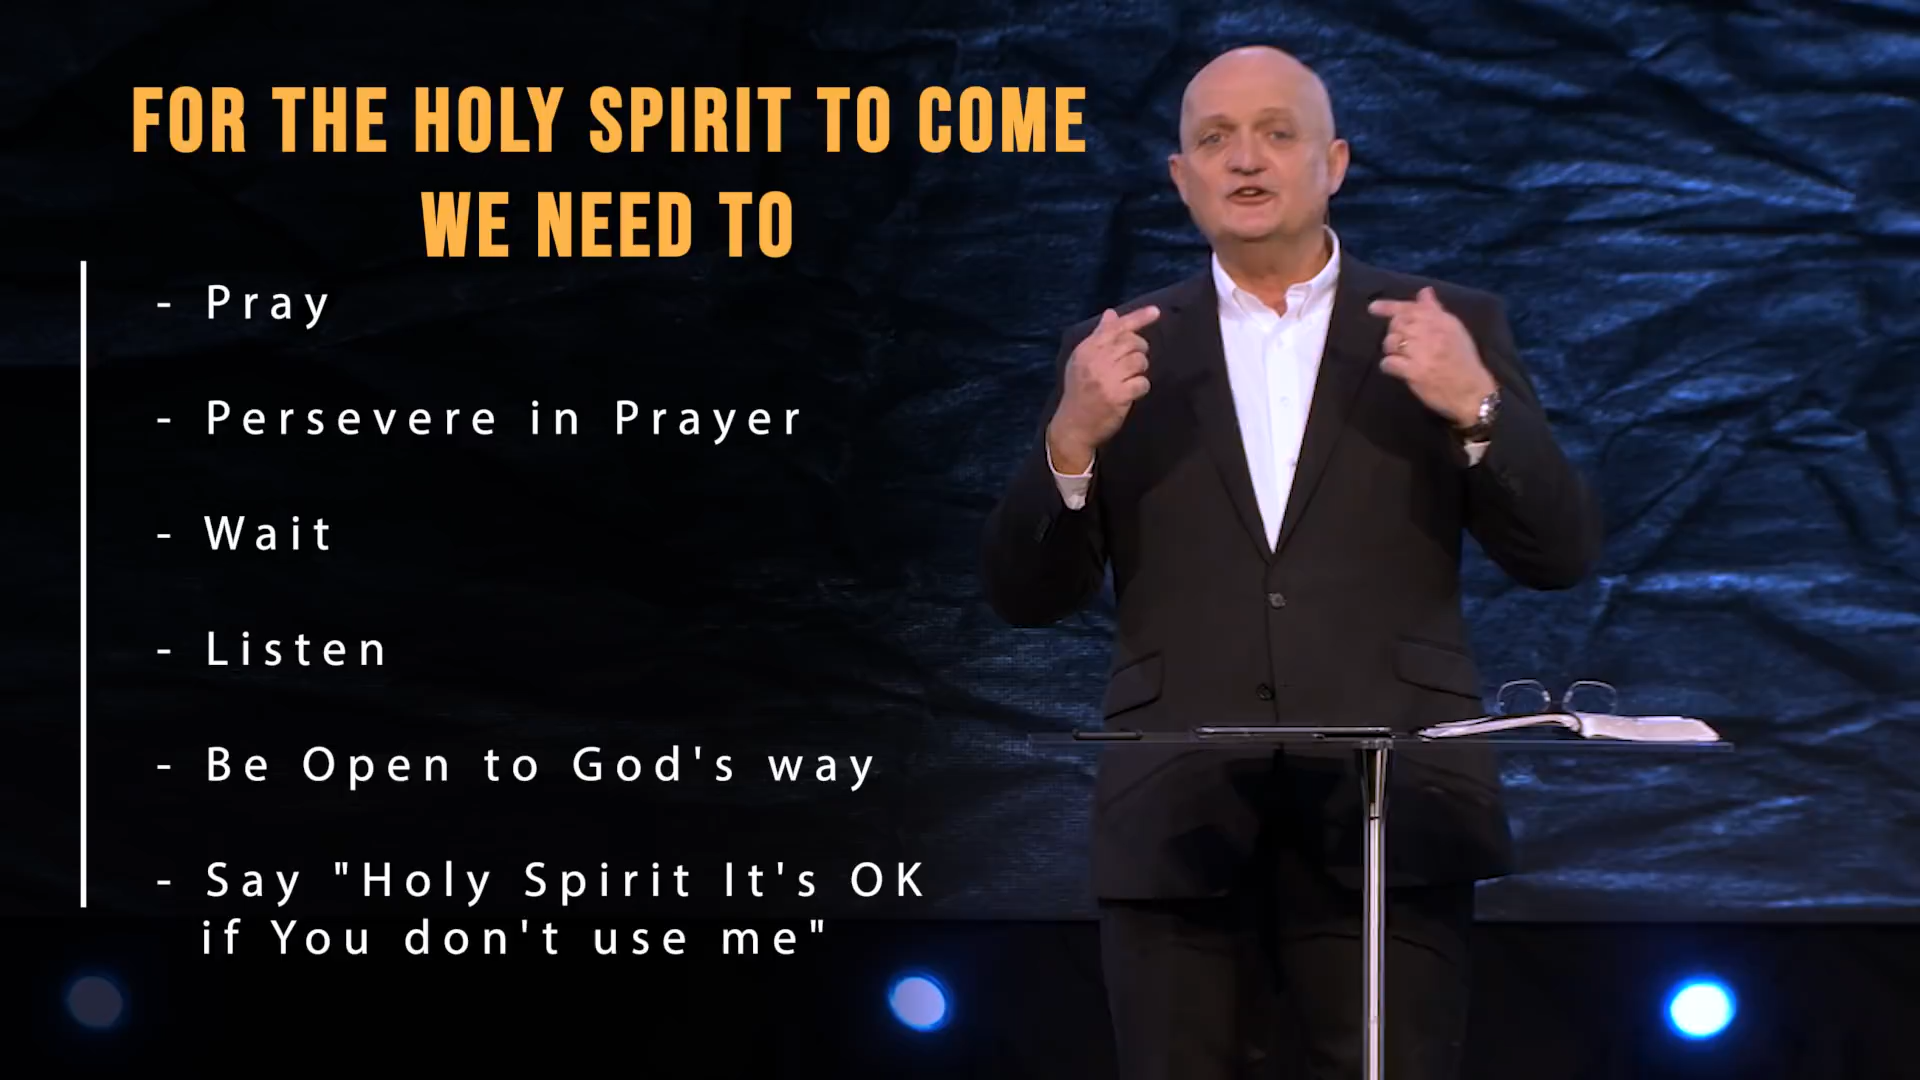 FOR THE HOLY SPIRIT TO COME
WE NEED TO
- Pray
- Persevere in Prayer
- Wait
- Listen
- Be Open to God's way
- Say "Holy Spirit It's OK
if You don't use me"